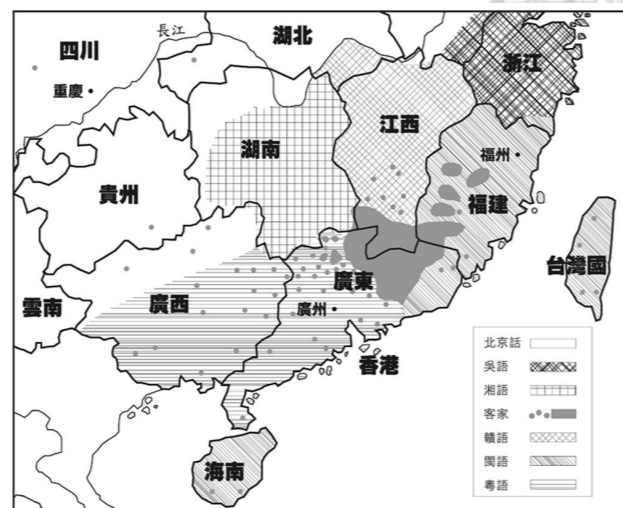 四川
長江
湖北
浙江
重慶
江西
湖南
福州
貴州
福建
台灣國
雲南
廣西
廣東
廣州
香港
海南
北京話
吳語
湘語
客家
贛語
閩語
粵語